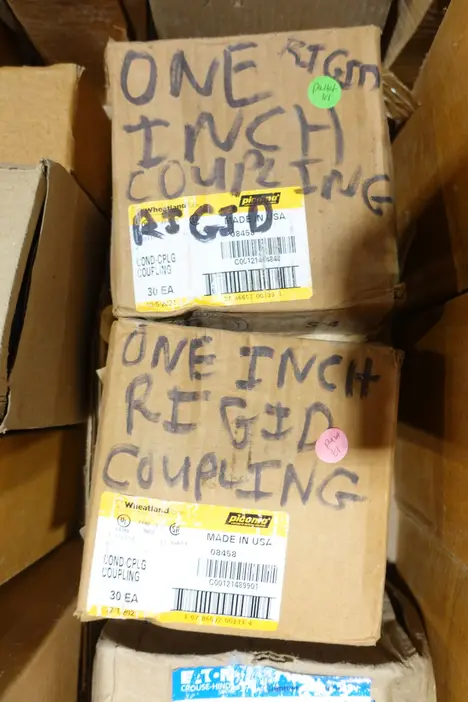 ONE RIGID
INCH
COUPLING
RIGID
Wheatland
picoma
MADE IN USA
08458
COND CPLG
COUPLING
30 EA
ONE INCH
RIGID
COUPLING
Wheatland
picoma
MADE IN USA
08458
C00121489901
COND CPLG
COUPLING
30 EA
EATON
CROUSE-HINDS